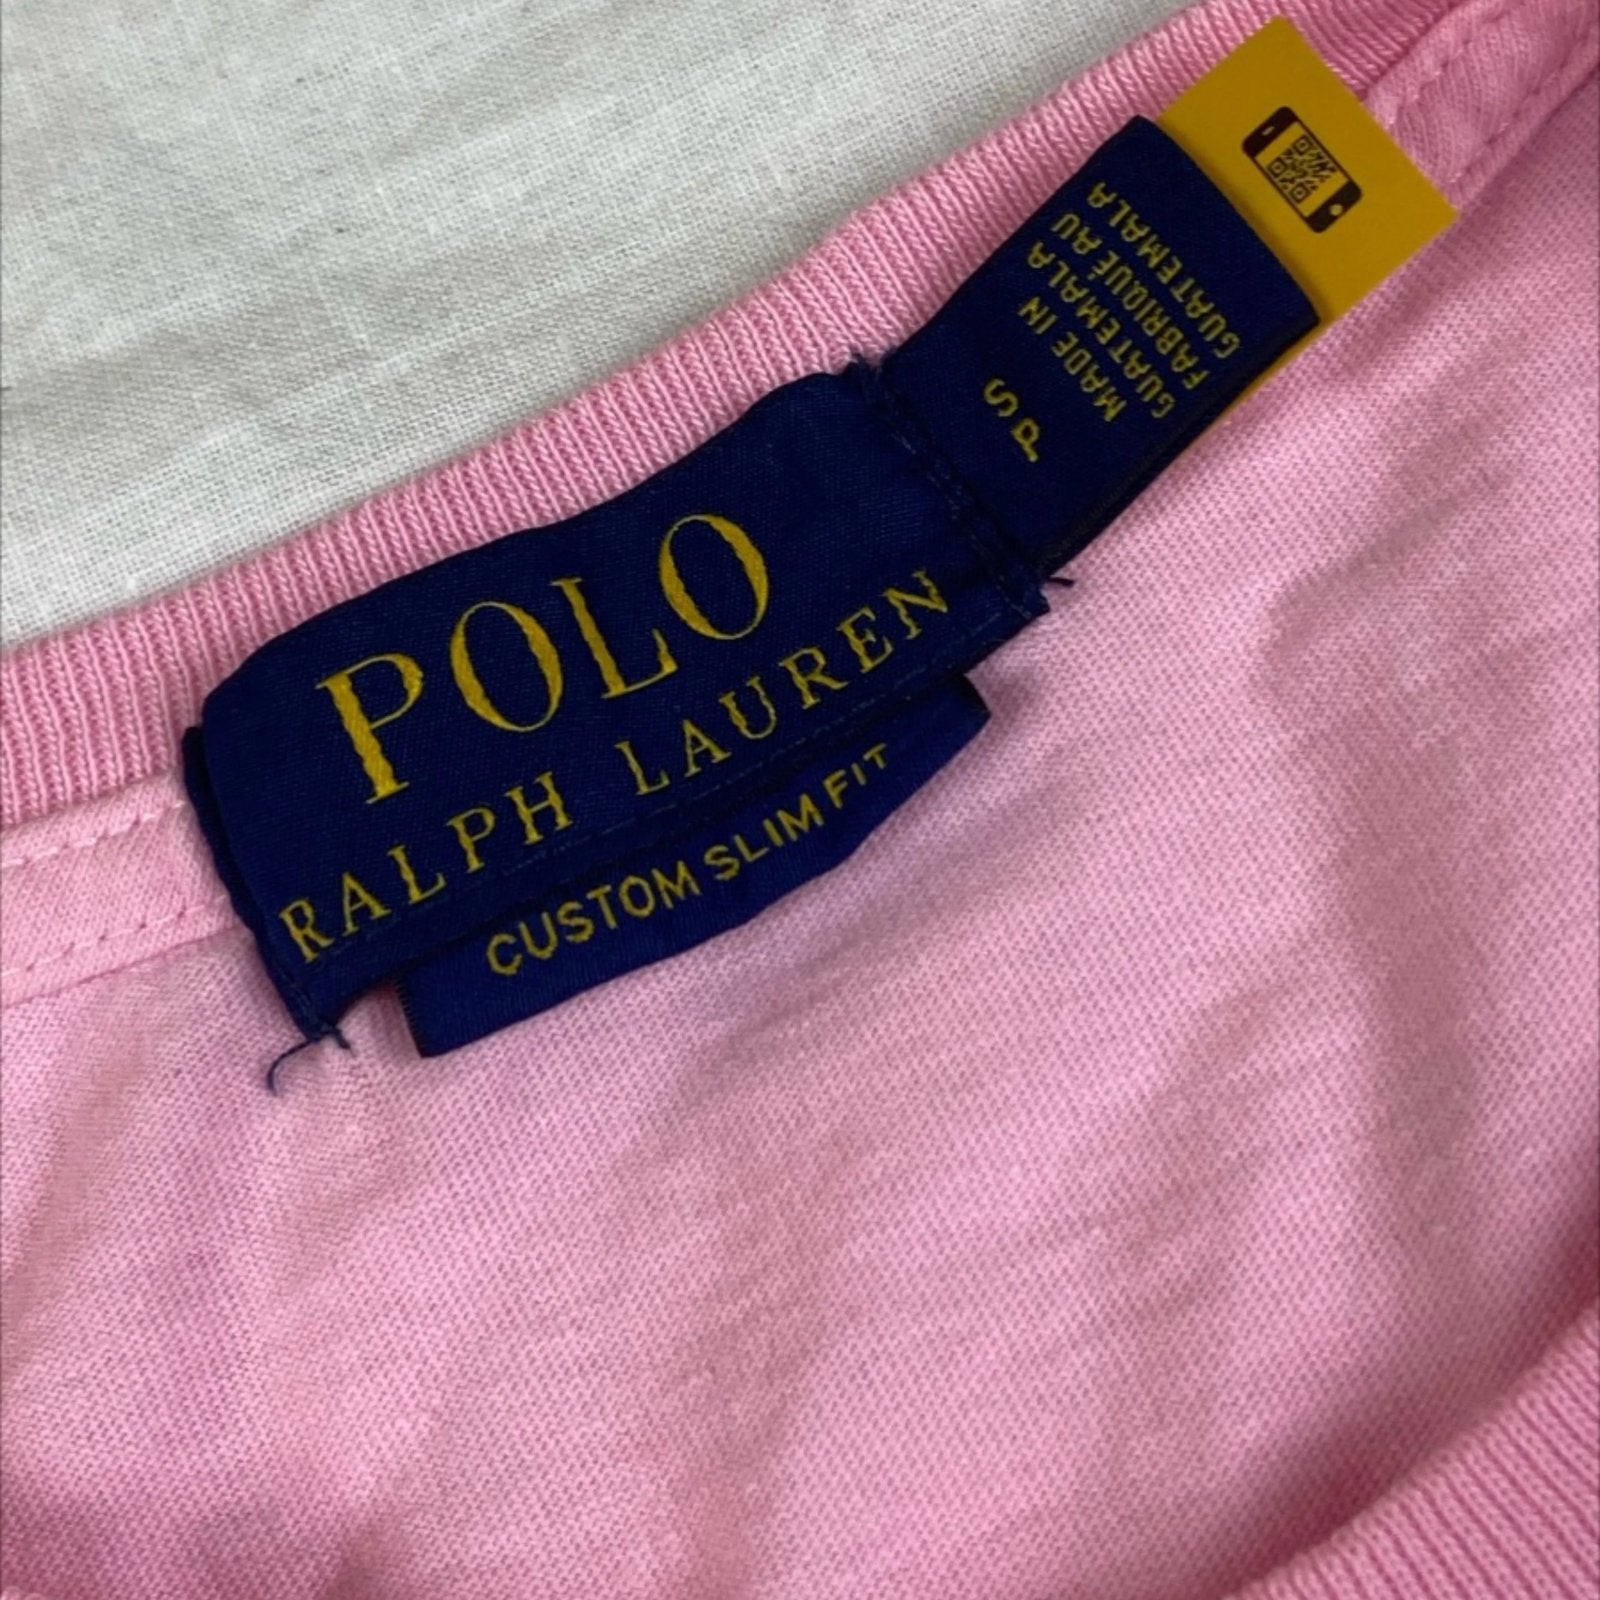 POLO
RALPH LAUREN
CUSTOM SLIM FIT
S
P
MADE IN
GUATEMALA
FABRIQUÉ AU
GUATEMALA